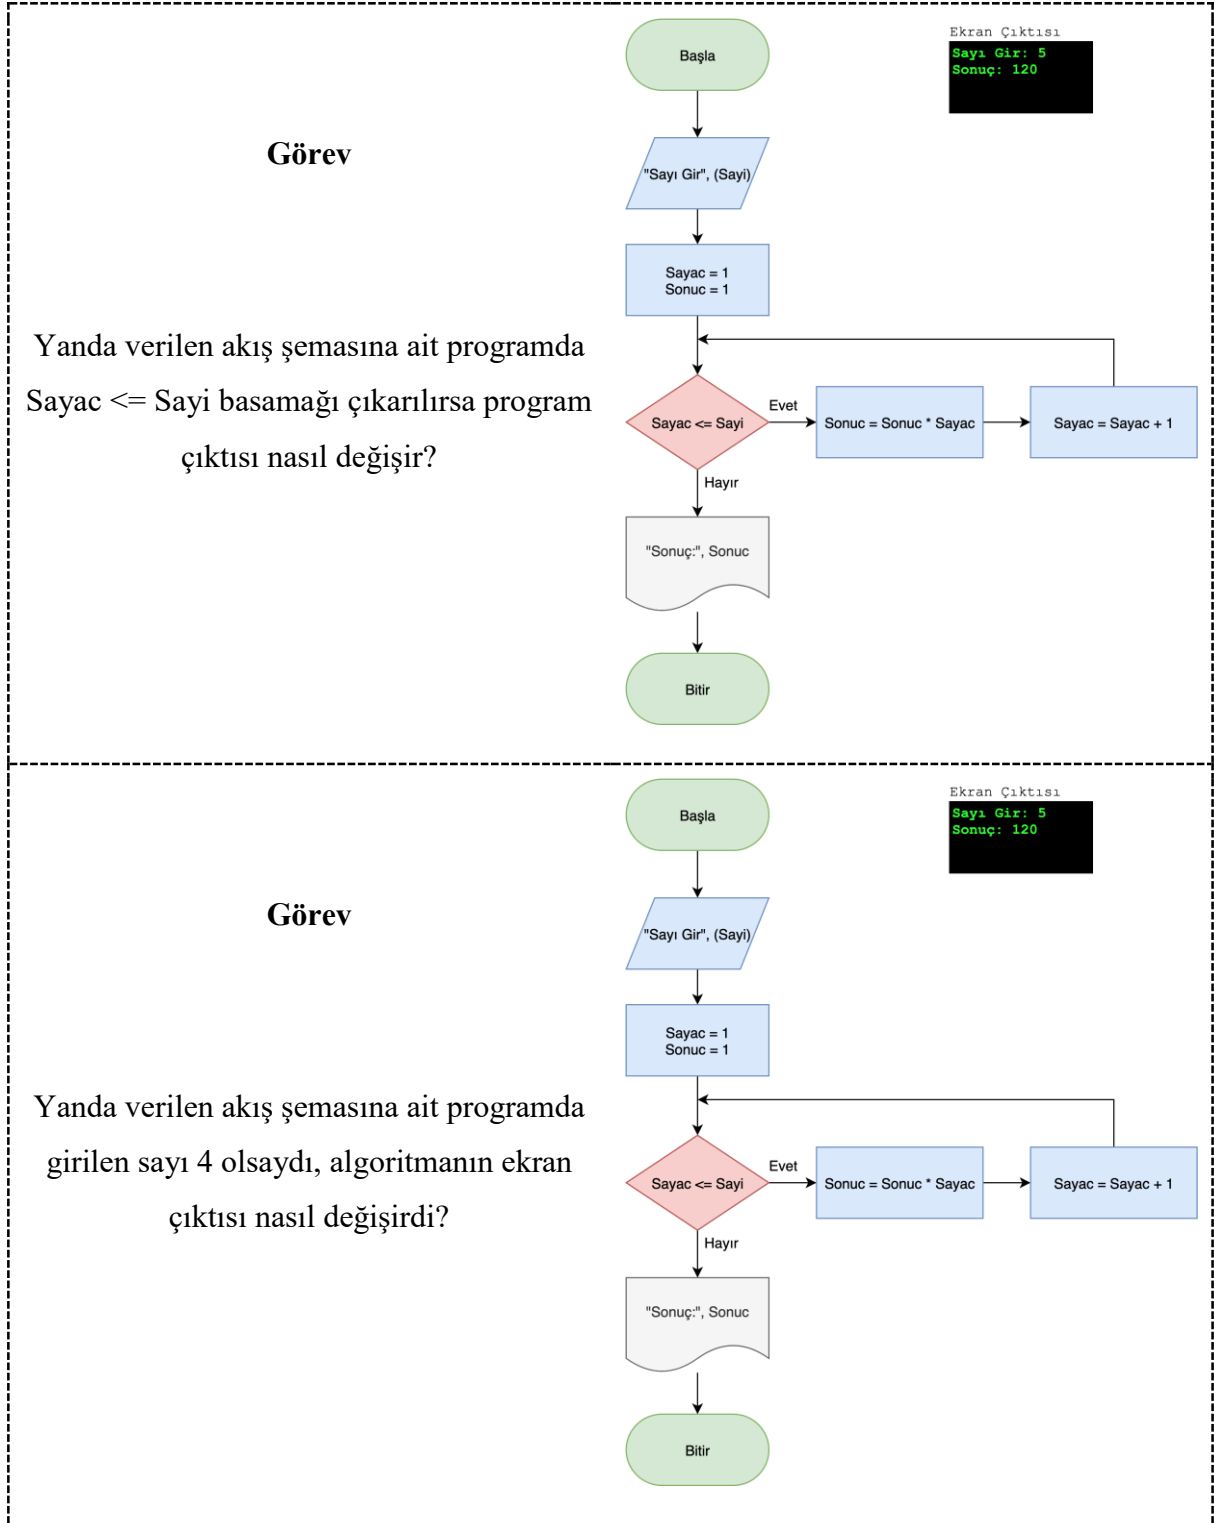 Görev
Yanda verilen akış şemasına ait programda
Sayac <= Sayi basamağı çıkarılırsa program
çıktısı nasıl değişir?
Ekran Çıktısı
Sayı Gir: 5
Sonuç: 120
Başla
"Sayı Gir", (Sayi)
Sayac = 1
Sonuc = 1
Sayac <= Sayi
Evet
Sonuc = Sonuc * Sayac
Sayac = Sayac + 1
Hayır
"Sonuç:", Sonuc
Bitir
Görev
Yanda verilen akış şemasına ait programda
girilen sayı 4 olsaydı, algoritmanın ekran
çıktısı nasıl değişirdi?
Ekran Çıktısı
Sayı Gir: 5
Sonuç: 120
Başla
"Sayı Gir", (Sayi)
Sayac = 1
Sonuc = 1
Sayac <= Sayi
Evet
Sonuc = Sonuc * Sayac
Sayac = Sayac + 1
Hayır
"Sonuç:", Sonuc
Bitir